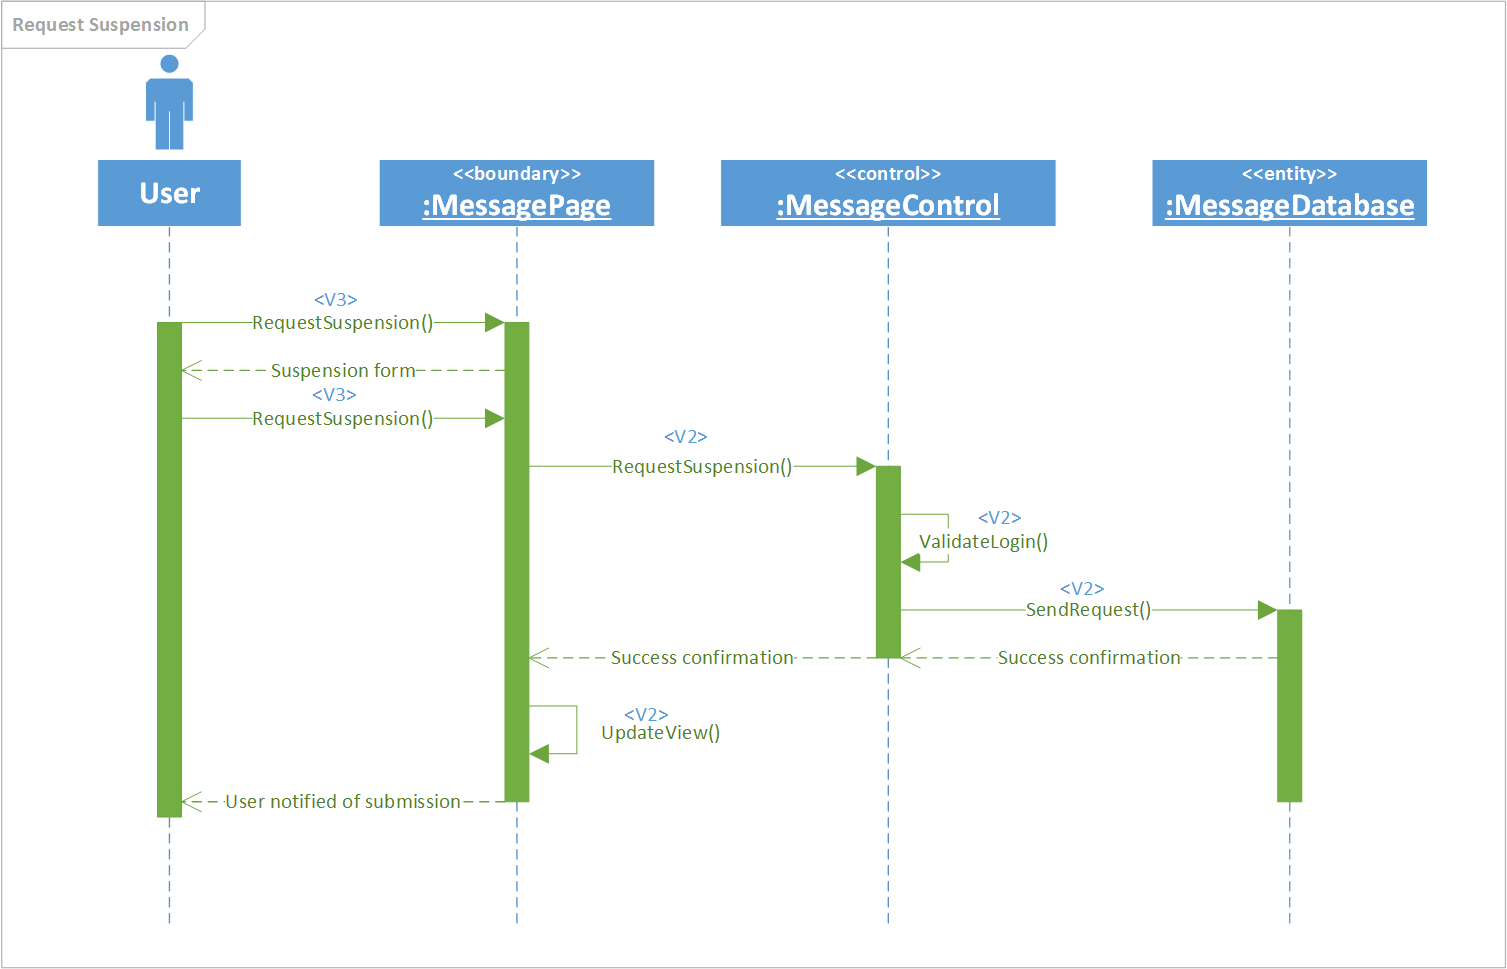 Request Suspension
User
<<boundary>>
:MessagePage
<<control>>
:MessageControl
<<entity>>
:MessageDatabase
<V3>
RequestSuspension()
Suspension form
<V3>
RequestSuspension()
<V2>
RequestSuspension()
<V2>
ValidateLogin()
<V2>
SendRequest()
Success confirmation
Success confirmation
<V2>
UpdateView()
User notified of submission